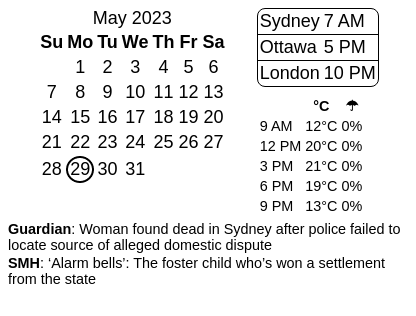 May 2023
Su Mo Tu We Th Fr Sa
1 2 3 4 5 6
7 8 9 10 11 12 13
14 15 16 17 18 19 20
21 22 23 24 25 26 27
28 29 30 31
Sydney 7 AM
Ottawa 5 PM
London 10 PM
°C ☂
9 AM 12°C 0%
12 PM 20°C 0%
3 PM 21°C 0%
6 PM 19°C 0%
9 PM 13°C 0%
Guardian: Woman found dead in Sydney after police failed to
locate source of alleged domestic dispute
SMH: ‘Alarm bells’: The foster child who’s won a settlement
from the state